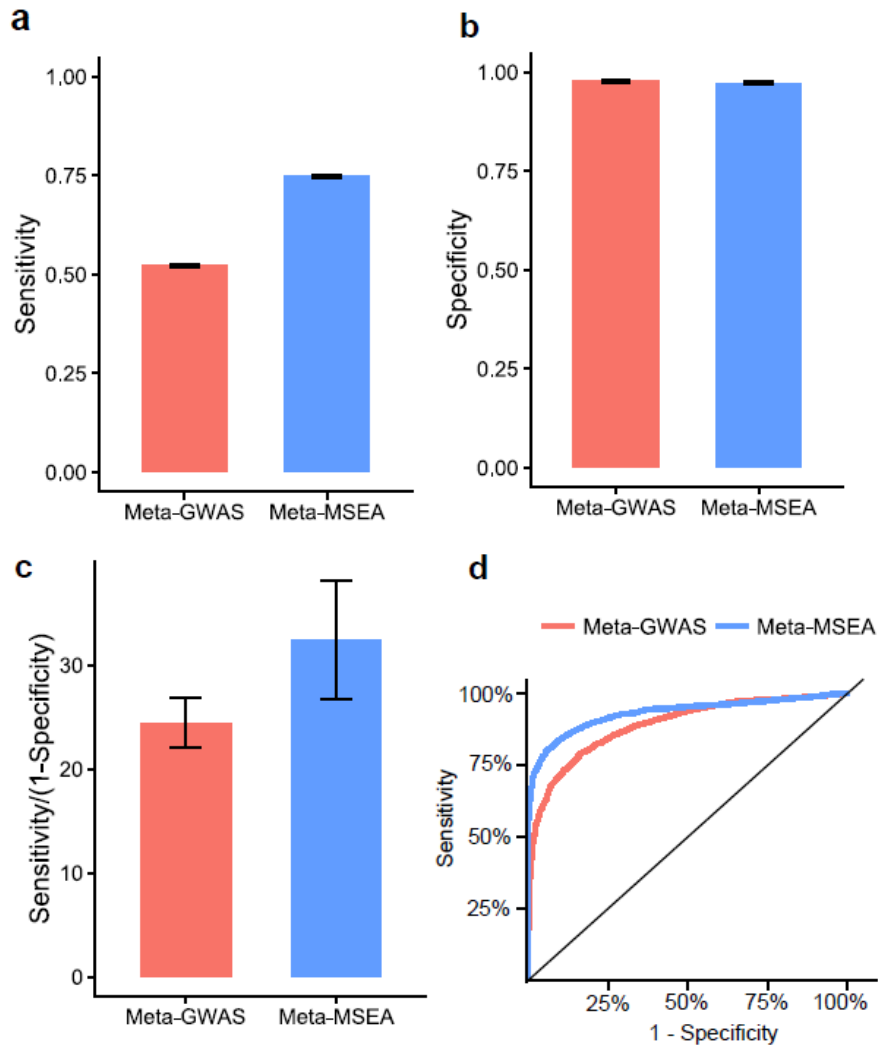 a
1.00
0.75
0.50
0.25
0.00
Sensitivity
Meta-GWAS Meta-MSEA
b
1.00
0.75
0.50
0.25
0.00
Specificity
Meta-GWAS Meta-MSEA
c
30
20
10
0
Sensitivity/(1-Specificity)
Meta-GWAS Meta-MSEA
d
Meta-GWAS Meta-MSEA
100%
75%
50%
25%
Sensitivity
25% 50% 75% 100%
1 - Specificity